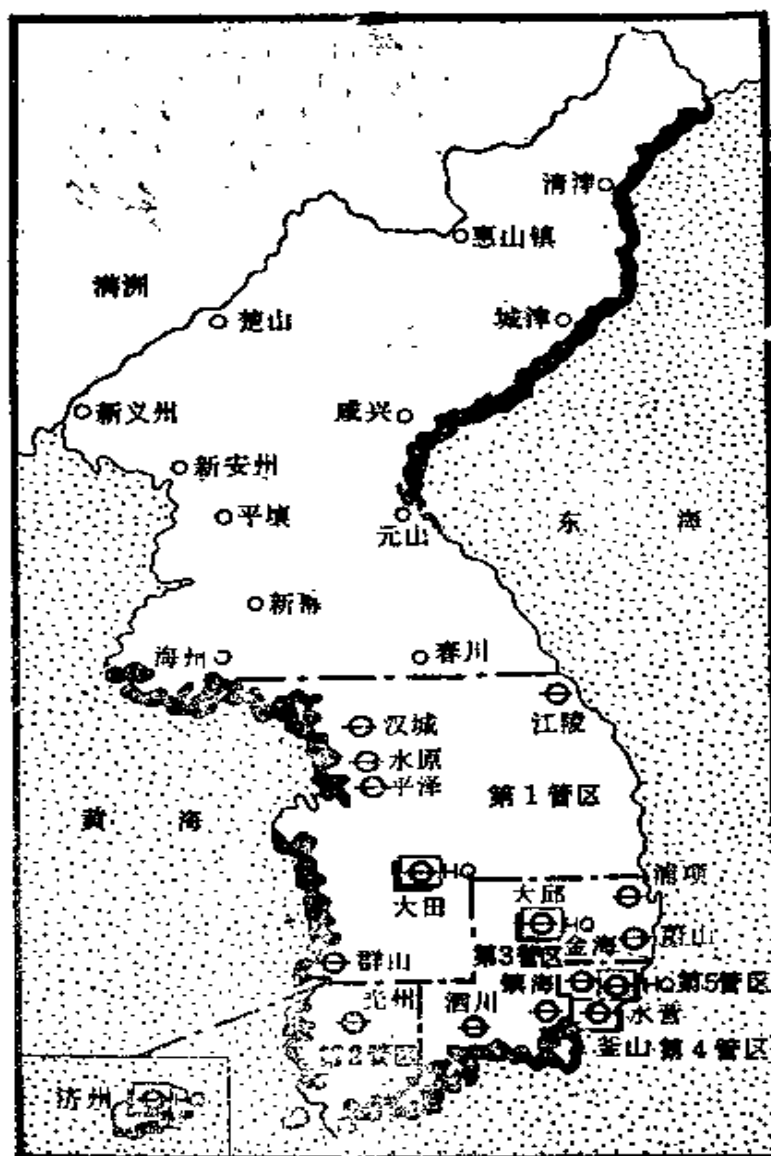 清津
惠山镇
满洲
楚山
城津
新义州
咸兴
新安州
平壤
元山
东 海
新
海州
春川
江陵
汉城
水原
平泽
第1管区
黄 海
浦项
大田
大邱
蔚山
金海
第3管区
群山
镇海
第5管区
光州
泗川
水营
第2管区
釜山
第4管区
济州